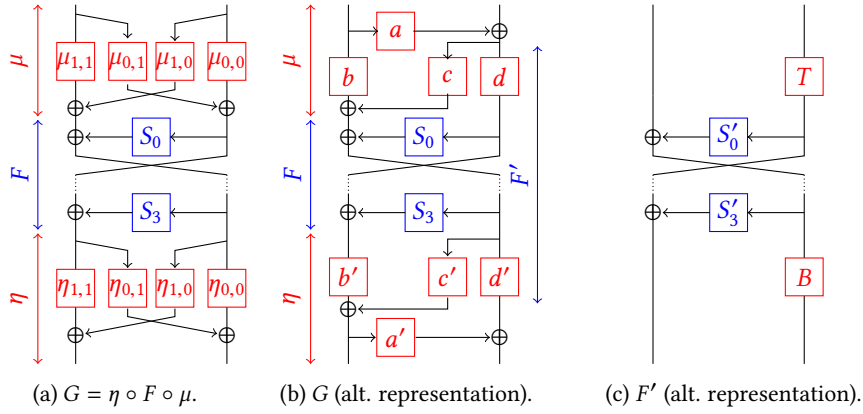 μ
μ1,1 μ0,1 μ1,0 μ0,0
F
S0
S3
η
η1,1 η0,1 η1,0 η0,0
(a) G = η ∘ F ∘ μ.
μ
a
b c d
F
S0
S3
F′
η
b′ c′ d′
a′
(b) G (alt. representation).
T
S′0
S′3
B
(c) F′ (alt. representation).